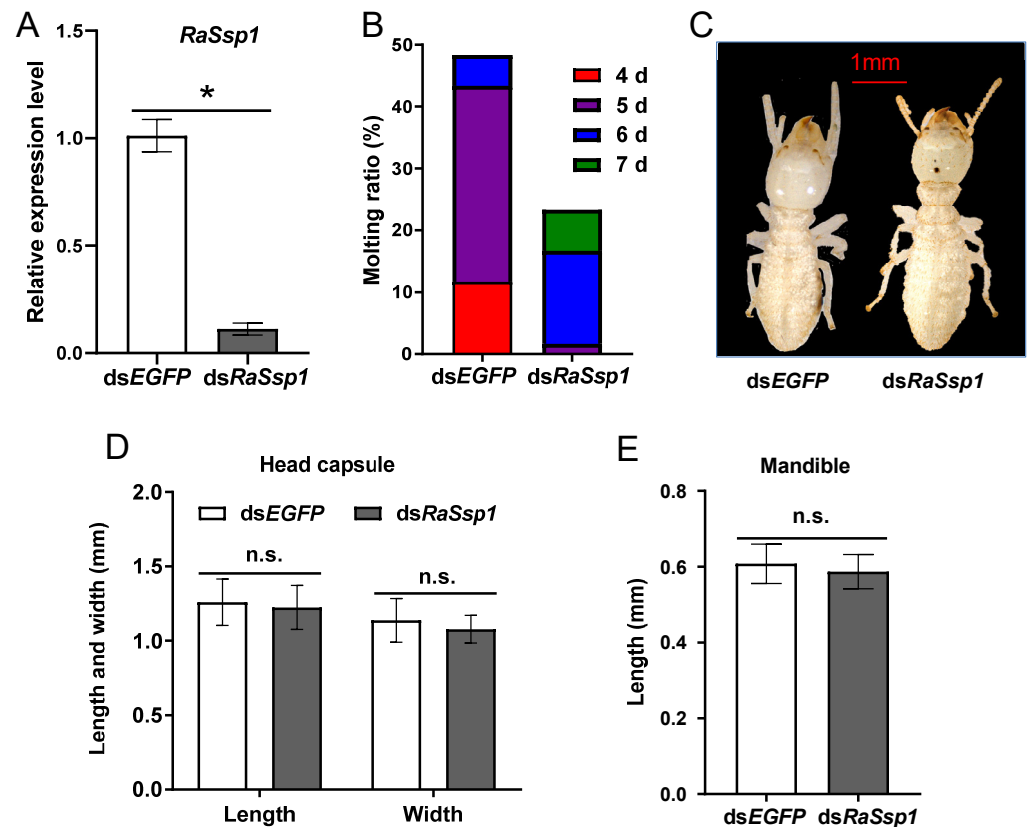 A
RaSsp1
*
Relative expression level
1.5
1.0
0.5
0.0
dsEGFP dsRaSsp1
B
Molting ratio (%)
50
40
30
20
10
0
4 d
5 d
6 d
7 d
dsEGFP dsRaSsp1
C
1mm
dsEGFP dsRaSsp1
D
Head capsule
dsEGFP dsRaSsp1
Length and width (mm)
2.0
1.5
1.0
0.5
0.0
n.s.
n.s.
Length Width
E
Mandible
n.s.
Length (mm)
0.8
0.6
0.4
0.2
0.0
dsEGFP dsRaSsp1